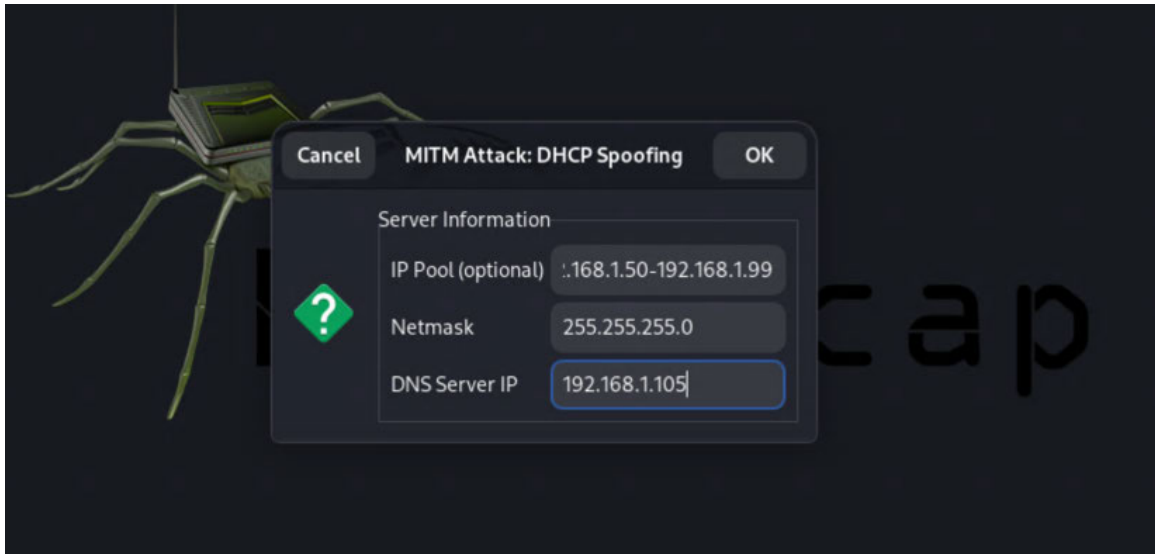 Cancel MITM Attack: DHCP Spoofing OK
Server Information
IP Pool (optional) .168.1.50-192.168.1.99
Netmask 255.255.255.0
DNS Server IP 192.168.1.105
cap